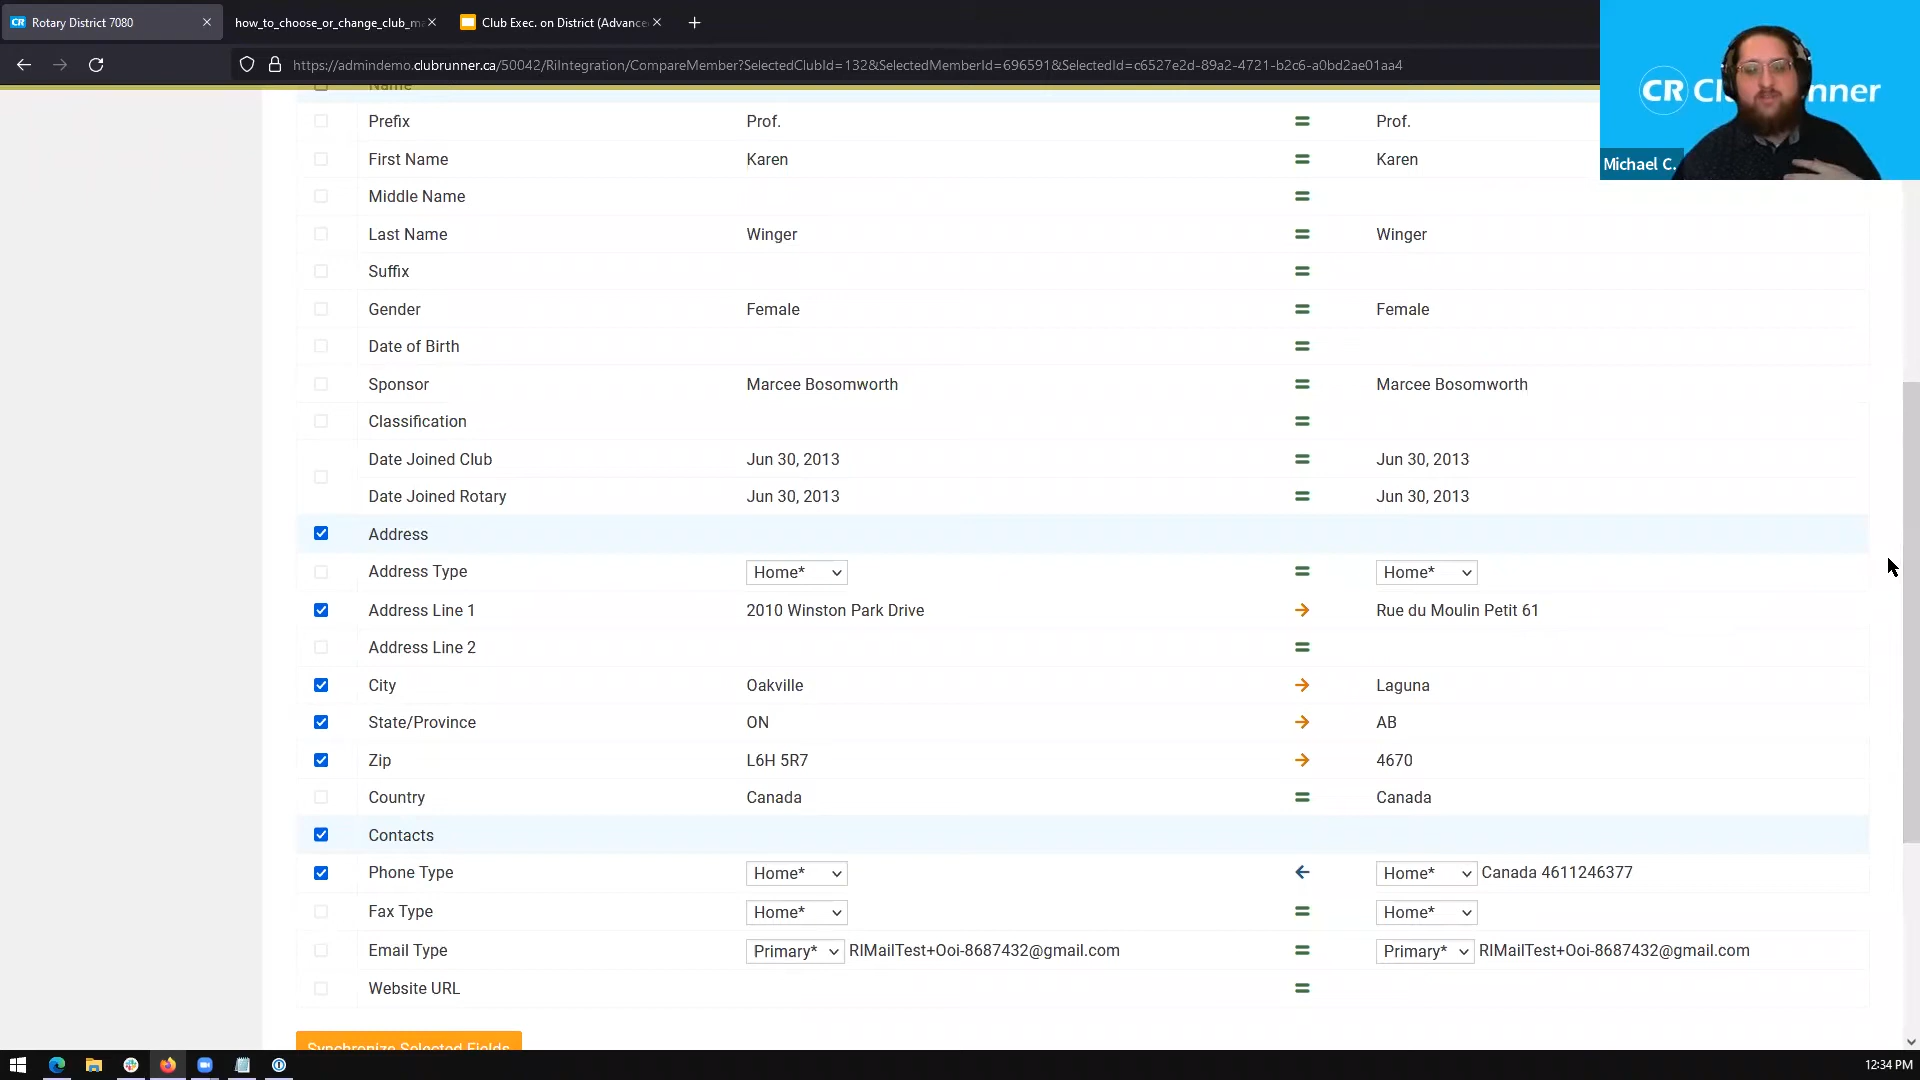 CR Rotary District 7080
how_to_choose_or_change_club_ma
Club Exec. on District (Advance
https://admindemo.clubrunner.ca/50042/RiIntegration/CompareMember?SelectedClubId=132&SelectedMemberId=696591&SelectedId=c6527e2d-89a2-4721-b2c6-a0bd2ae01aa4
Name
Prefix Prof. = Prof.
First Name Karen = Karen
Middle Name =
Last Name Winger = Winger
Suffix =
Gender Female = Female
Date of Birth =
Sponsor Marcee Bosomworth = Marcee Bosomworth
Classification =
Date Joined Club Jun 30, 2013 = Jun 30, 2013
Date Joined Rotary Jun 30, 2013 = Jun 30, 2013
Address
Address Type Home* = Home*
Address Line 1 2010 Winston Park Drive → Rue du Moulin Petit 61
Address Line 2 =
City Oakville → Laguna
State/Province ON → AB
Zip L6H 5R7 → 4670
Country Canada = Canada
Contacts
Phone Type Home* ← Home* Canada 4611246377
Fax Type Home* = Home*
Email Type Primary* RIMailTest+Ooi-8687432@gmail.com = Primary* RIMailTest+Ooi-8687432@gmail.com
Website URL =
Synchronize Selected Fields
CR Cl nner
Michael C.
12:34 PM